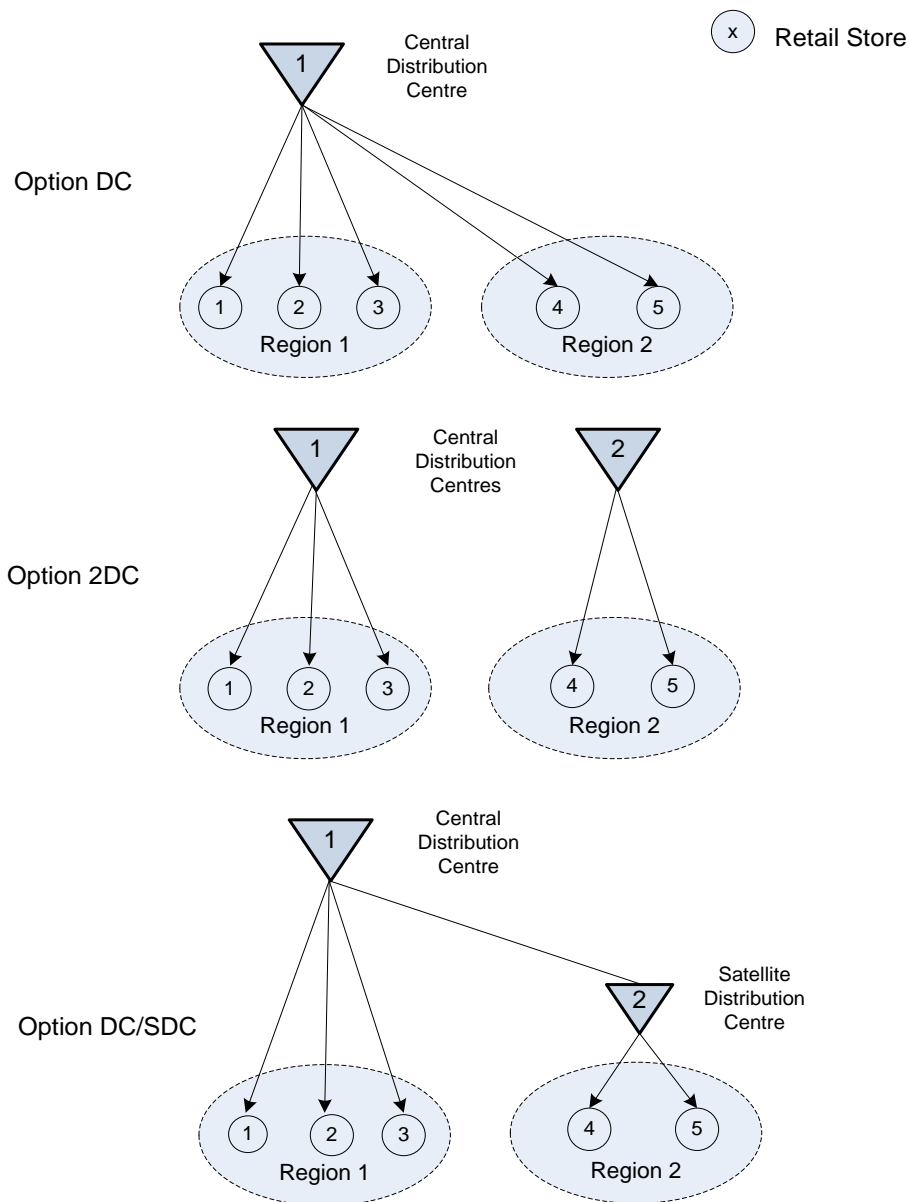 x
Retail Store
1
Central
Distribution
Centre
Option DC
1
2
3
4
5
Region 1
Region 2
1
Central
Distribution
Centres
2
Option 2DC
1
2
3
4
5
Region 1
Region 2
1
Central
Distribution
Centre
2
Satellite
Distribution
Centre
Option DC/SDC
1
2
3
4
5
Region 1
Region 2